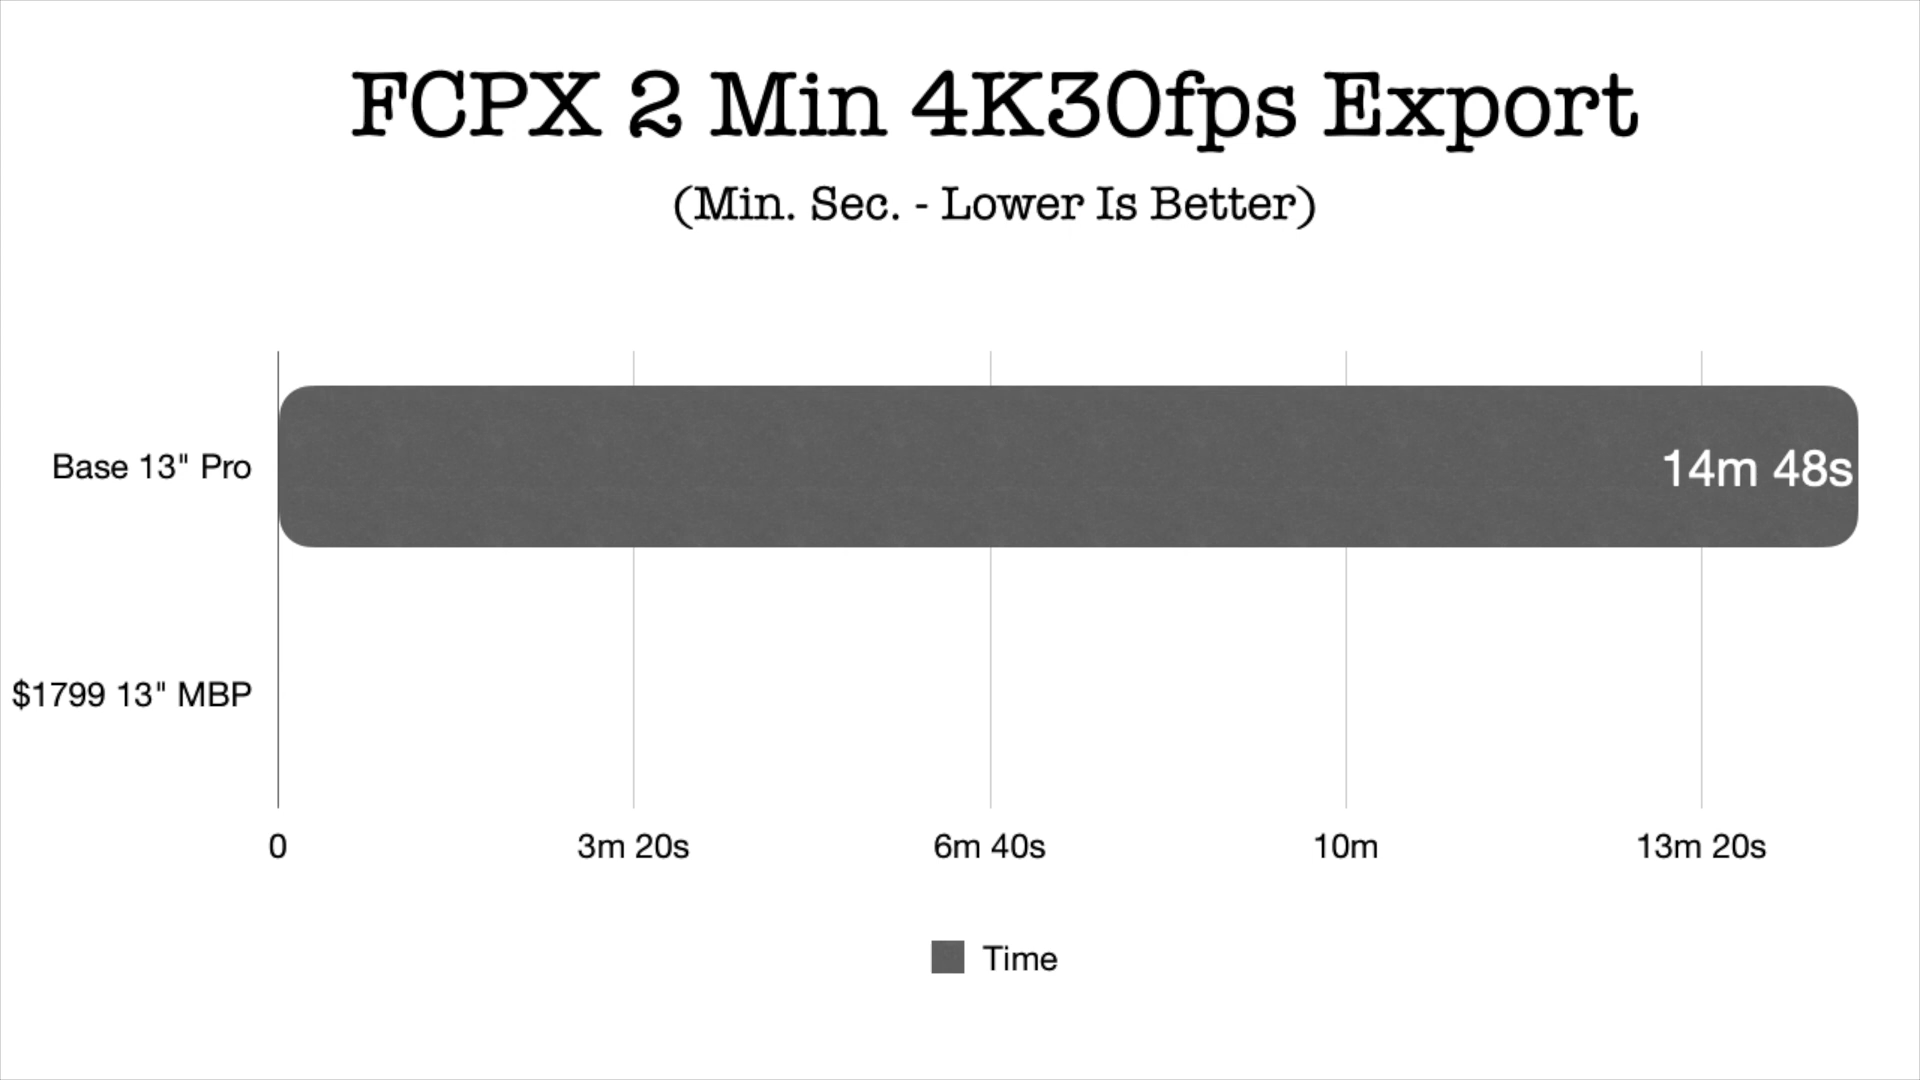 FCPX 2 Min 4K30fps Export
(Min. Sec. - Lower Is Better)
Base 13" Pro
14m 48s
$1799 13" MBP
0
3m 20s
6m 40s
10m
13m 20s
Time